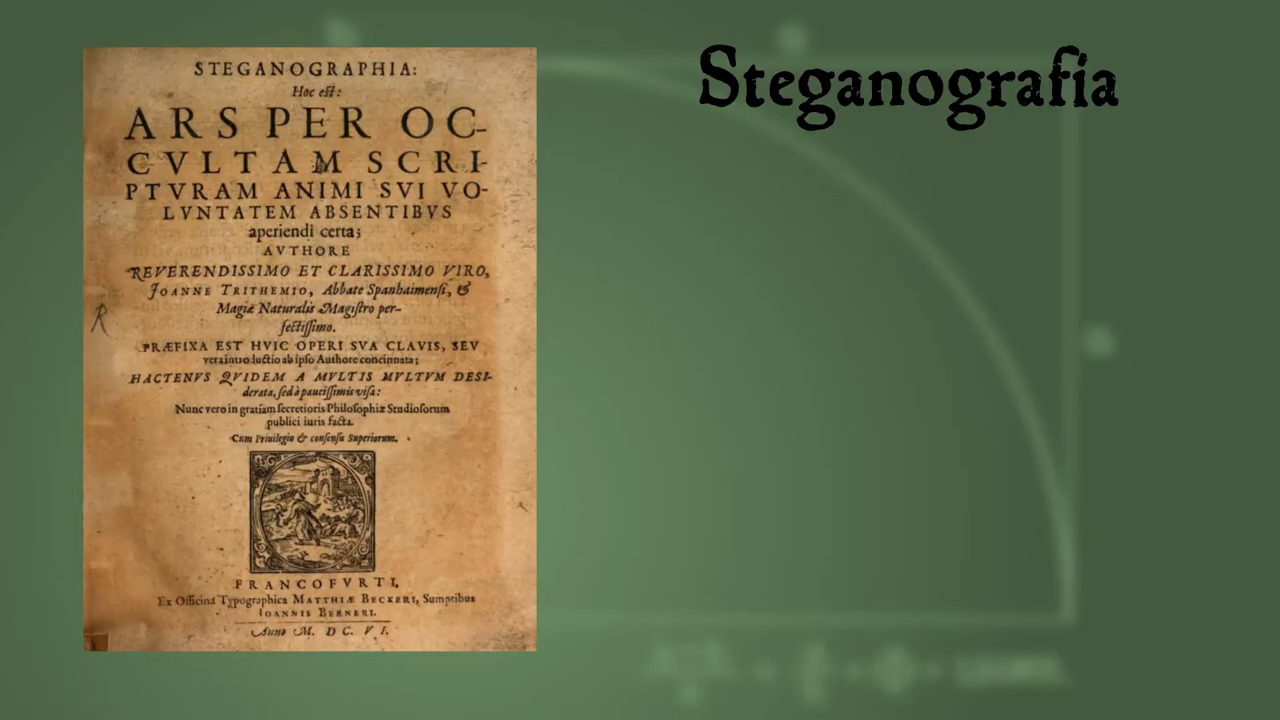 STEGANOGRAPHIA:
Hoc est:
ARS PER OC-
CVLTAM SCRI-
PTVRAM ANIMI SVI VO-
LVNTATEM ABSENTIBVS
aperiendi certa;
AVTHORE
REVERENDISSIMO ET CLARISSIMO VIRO,
JOANNE TRITHEMIO, Abbate Spanhaimensi, &
Magiæ Naturalis Magistro per-
fectissimo.
PRÆFIXA EST HVIC OPERI SVA CLAVIS, SEV
vera introductio ab ipso Authore concinnata;
HACTENVS QVIDEM A MVLTIS MVLTVM DESI-
derata, sed à paucissimis visa:
Nunc vero in gratiam secretioris Philosophiæ Studiosorum
publici iuris facta.
Cum Priuilegio & consensu Superiorum.
FRANCOFVRTI,
Ex Officina Typographica MATTHIÆ BECKERI, Sumptibus
IOANNIS BERNERI.
Anno M. DC. VI.
R
Steganografia